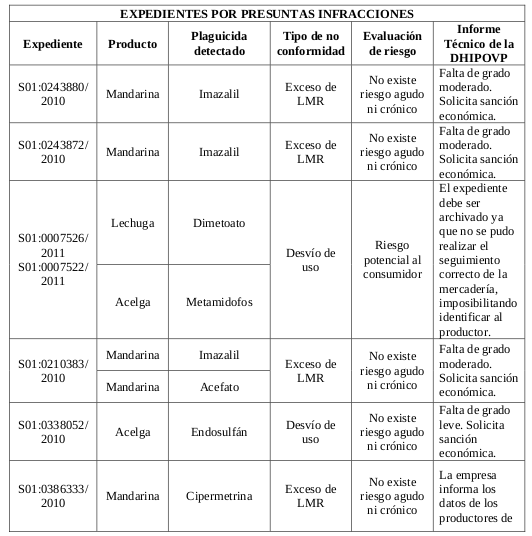 EXPEDIENTES POR PRESUNTAS INFRACCIONES
Expediente
Producto
Plaguicida
detectado
Tipo de no
conformidad
Evaluación
de riesgo
Informe
Técnico de la
DHIPOVP
S01:0243880/
2010
Mandarina
Imazalil
Exceso de
LMR
No existe
riesgo agudo
ni crónico
Falta de grado
moderado.
Solicita sanción
económica.
S01:0243872/
2010
Mandarina
Imazalil
Exceso de
LMR
No existe
riesgo agudo
ni crónico
Falta de grado
moderado.
Solicita sanción
económica.
S01:0007526/
2011
S01:0007522/
2011
Lechuga
Dimetoato
Acelga
Metamidofos
Desvío de
uso
Riesgo
potencial al
consumidor
El expediente
debe ser
archivado ya
que no se pudo
realizar el
seguimiento
correcto de la
mercadería,
imposibilitando
identificar al
productor.
S01:0210383/
2010
Mandarina
Imazalil
Mandarina
Acefato
Exceso de
LMR
No existe
riesgo agudo
ni crónico
Falta de grado
moderado.
Solicita sanción
económica.
S01:0338052/
2010
Acelga
Endosulfán
Desvío de
uso
No existe
riesgo agudo
ni crónico
Falta de grado
leve. Solicita
sanción
económica.
S01:0386333/
2010
Mandarina
Cipermetrina
Exceso de
LMR
No existe
riesgo agudo
ni crónico
La empresa
informa los
datos de los
productores de